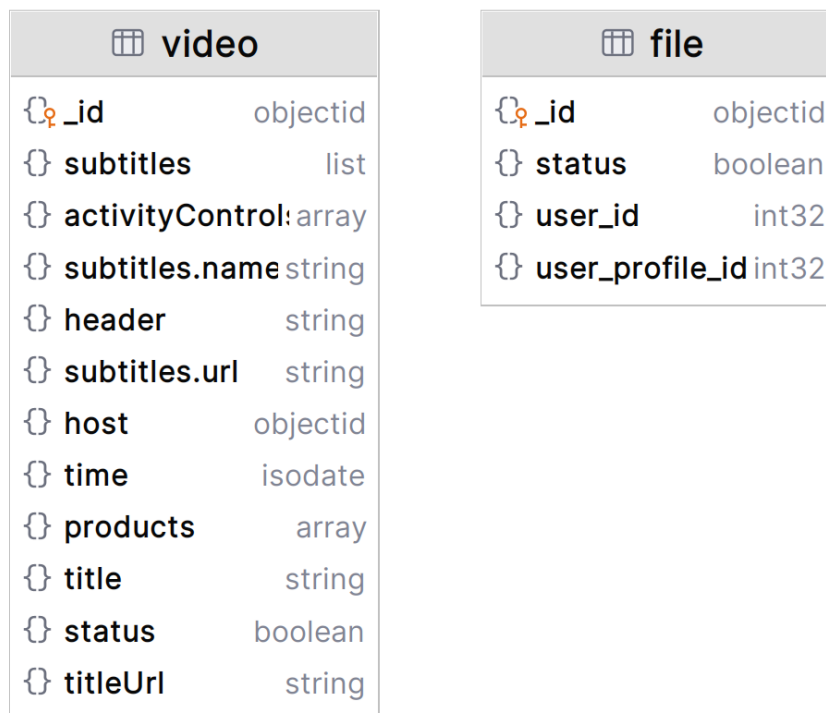 video
_id objectid
subtitles list
activityControls array
subtitles.name string
header string
subtitles.url string
host objectid
time isodate
products array
title string
status boolean
titleUrl string
file
_id objectid
status boolean
user_id int32
user_profile_id int32